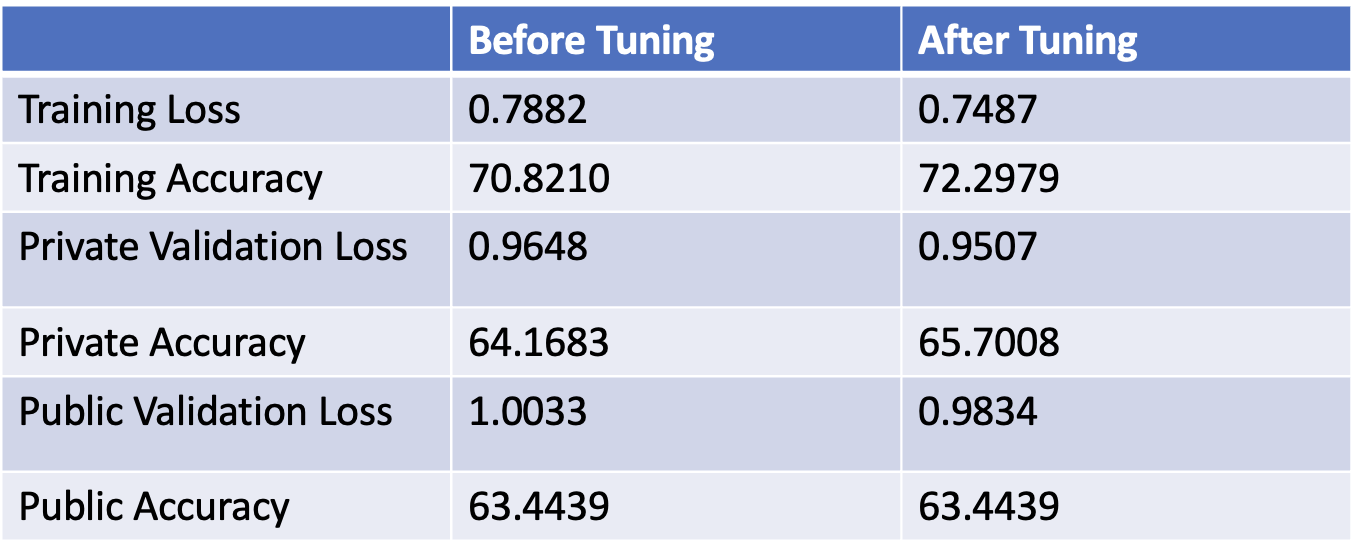 Before Tuning After Tuning
Training Loss 0.7882 0.7487
Training Accuracy 70.8210 72.2979
Private Validation Loss 0.9648 0.9507
Private Accuracy 64.1683 65.7008
Public Validation Loss 1.0033 0.9834
Public Accuracy 63.4439 63.4439